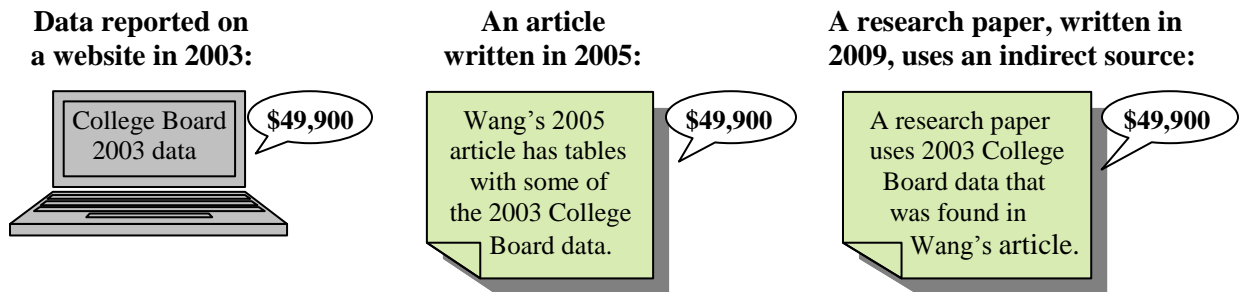 Data reported on
a website in 2003:
College Board
2003 data
$49,900
An article
written in 2005:
Wang's 2005
article has tables
with some of
the 2003 College
Board data.
$49,900
A research paper, written in
2009, uses an indirect source:
A research paper
uses 2003 College
Board data that
was found in
Wang's article.
$49,900